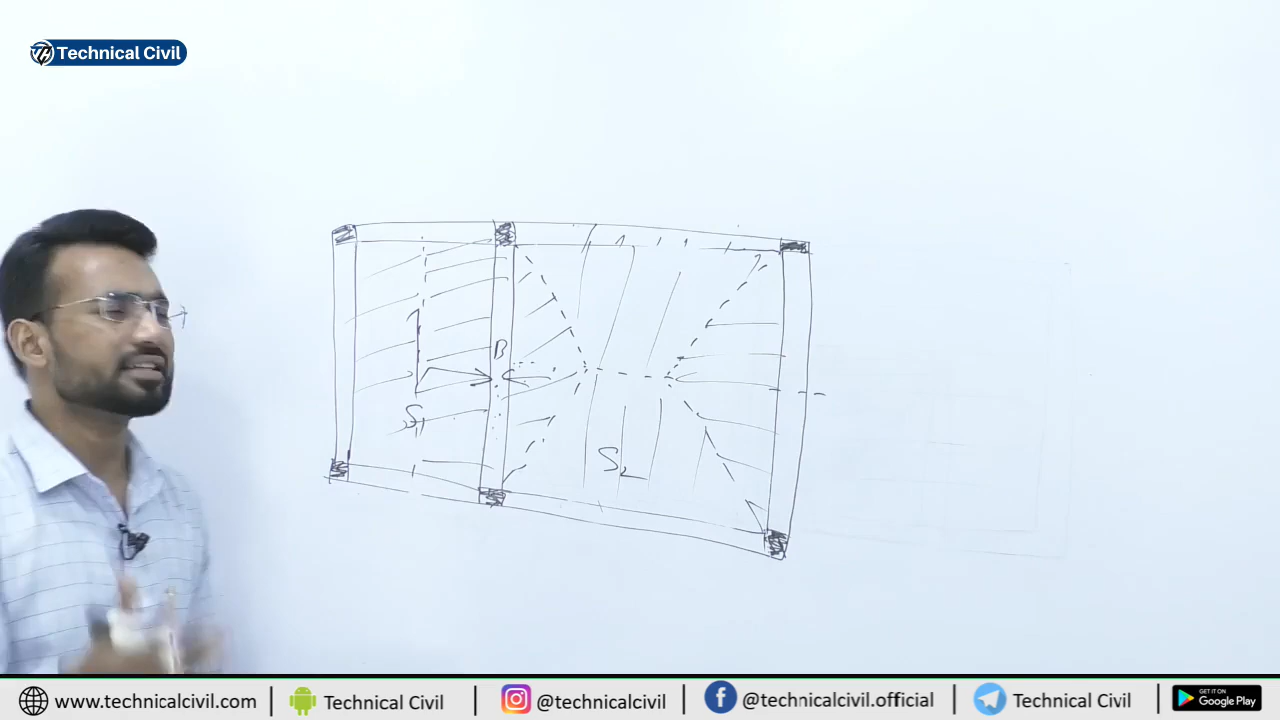 Technical Civil
B
S1
S2
www.technicalcivil.com
Technical Civil
@technicalcivil
@technicalcivil.official
Technical Civil
GET IT ON
Google Play